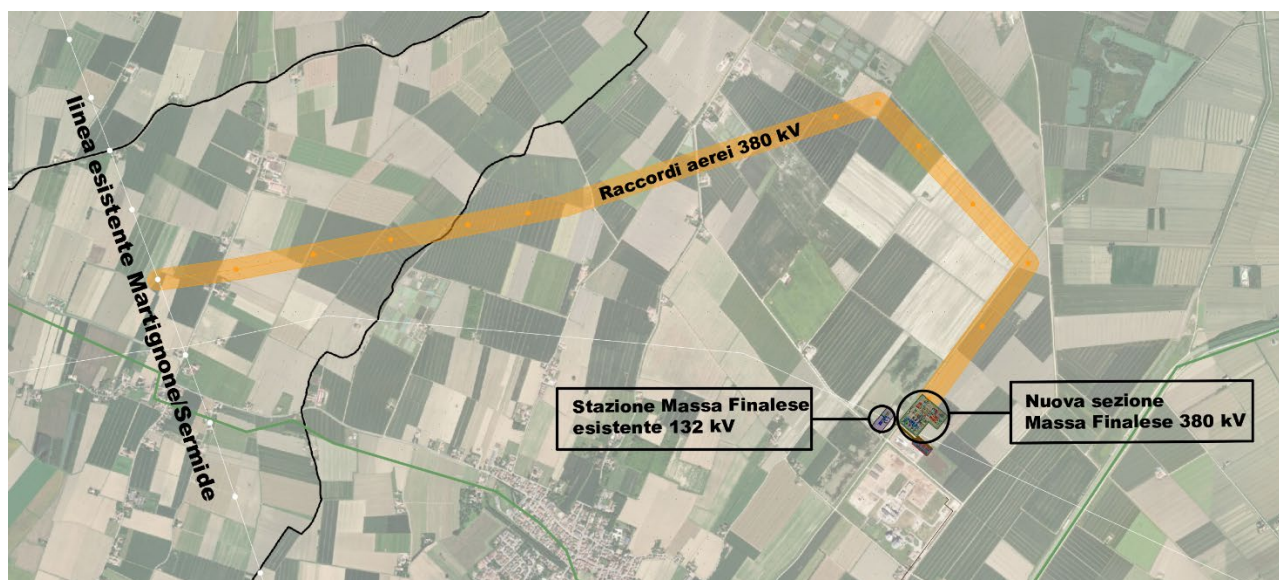 linea esistente Martignone/Sermide
Raccordi aerei 380 kV
Stazione Massa Finalese
esistente 132 kV
Nuova sezione
Massa Finalese 380 kV